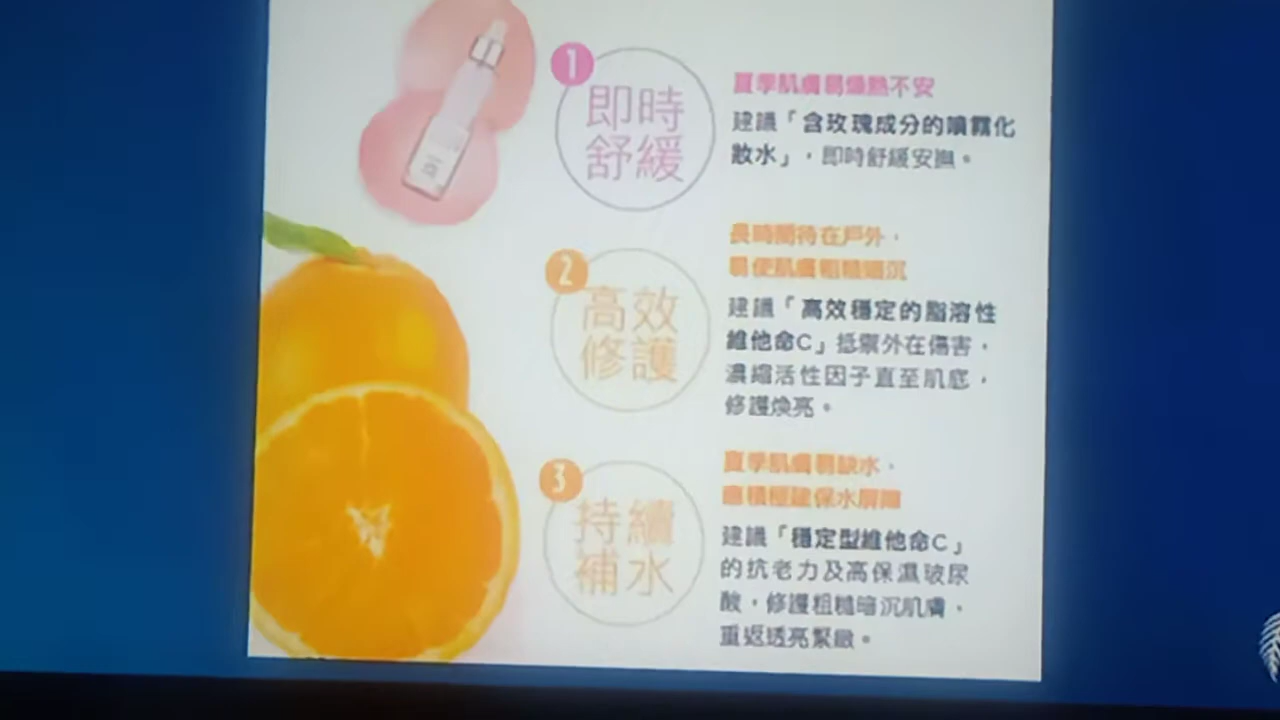 1
即時
舒緩
夏季肌膚易燥熱不安
建議「含玫瑰成分的噴霧化
妝水」，即時舒緩安撫。
2
高效
修護
長時間待在戶外，
易使肌膚粗糙暗沉
建議「高效穩定的脂溶性
維他命C」抵禦外在傷害，
濃縮活性因子直至肌底，
修護煥亮。
3
持續
補水
夏季肌膚易缺水，
應積極建保水屏障
建議「穩定型維他命C」
的抗老力及高保濕玻尿
酸，修護粗糙暗沉肌膚，
重返透亮緊緻。